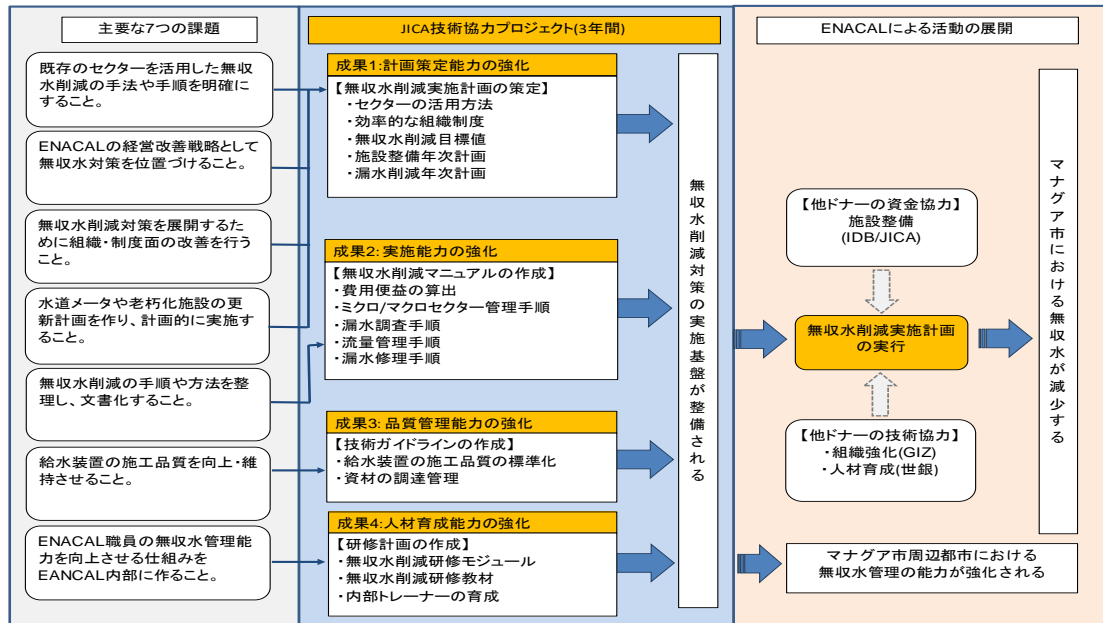 主要な7つの課題
既存のセクターを活用した無収
水削減の手法や手順を明確に
すること。
ENACALの経営改善戦略として
無収水対策を位置づけること。
無収水削減対策を展開するた
めに組織・制度面の改善を行う
こと。
水道メータや老朽化施設の更
新計画を作り、計画的に実施す
ること。
無収水削減の手順や方法を整
理し、文書化すること。
給水装置の施工品質を向上・維
持させること。
ENACAL職員の無収水管理能
力を向上させる仕組みを
EANCAL内部に作ること。
JICA技術協力プロジェクト(3年間)
成果1:計画策定能力の強化
【無収水削減実施計画の策定】
・セクターの活用方法
・効率的な組織制度
・無収水削減目標値
・施設整備年次計画
・漏水削減年次計画
成果2:実施能力の強化
【無収水削減マニュアルの作成】
・費用便益の算出
・ミクロ/マクロセクター管理手順
・漏水調査手順
・流量管理手順
・漏水修理手順
成果3:品質管理能力の強化
【技術ガイドラインの作成】
・給水装置の施工品質の標準化
・資材の調達管理
成果4:人材育成能力の強化
【研修計画の作成】
・無収水削減研修モジュール
・無収水削減研修教材
・内部トレーナーの育成
無収水削減対策の実施基盤が整備される
ENACALによる活動の展開
【他ドナーの資金協力】
施設整備
(IDB/JICA)
無収水削減実施計画
の実行
【他ドナーの技術協力】
・組織強化(GIZ)
・人材育成(世銀)
マナグア市における無収水が減少する
マナグア市周辺都市における
無収水管理の能力が強化される